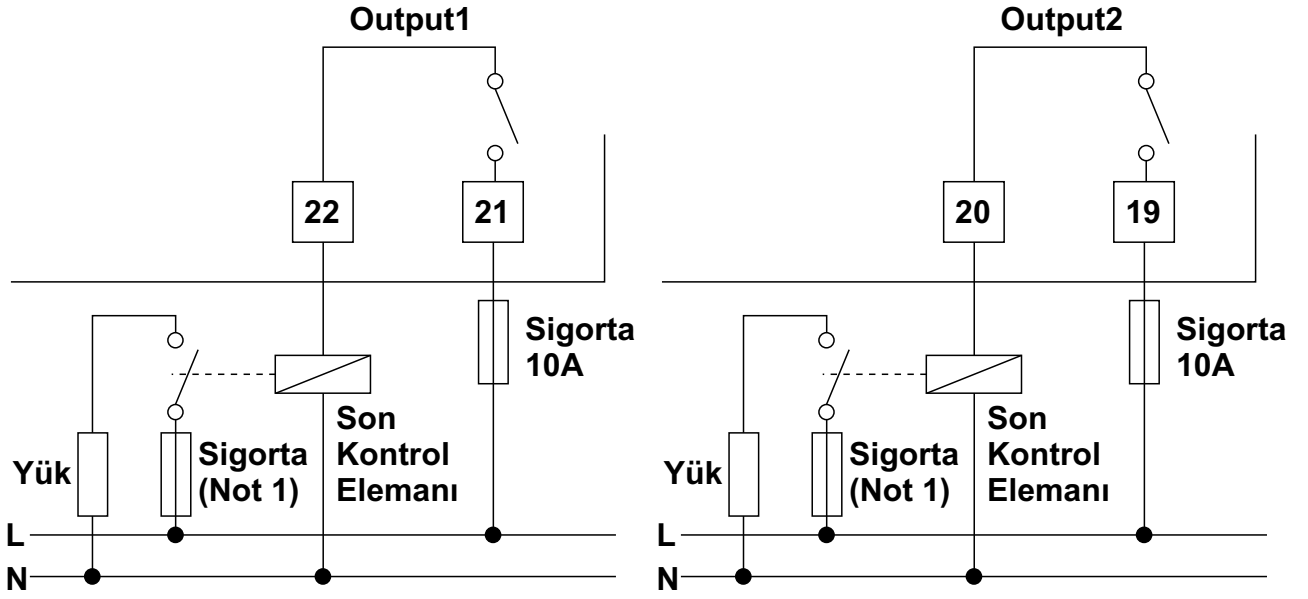 Output1
22
21
Sigorta
10A
Son
Kontrol
Elemanı
Sigorta
(Not 1)
Yük
L
N
Output2
20
19
Sigorta
10A
Son
Kontrol
Elemanı
Sigorta
(Not 1)
Yük
L
N